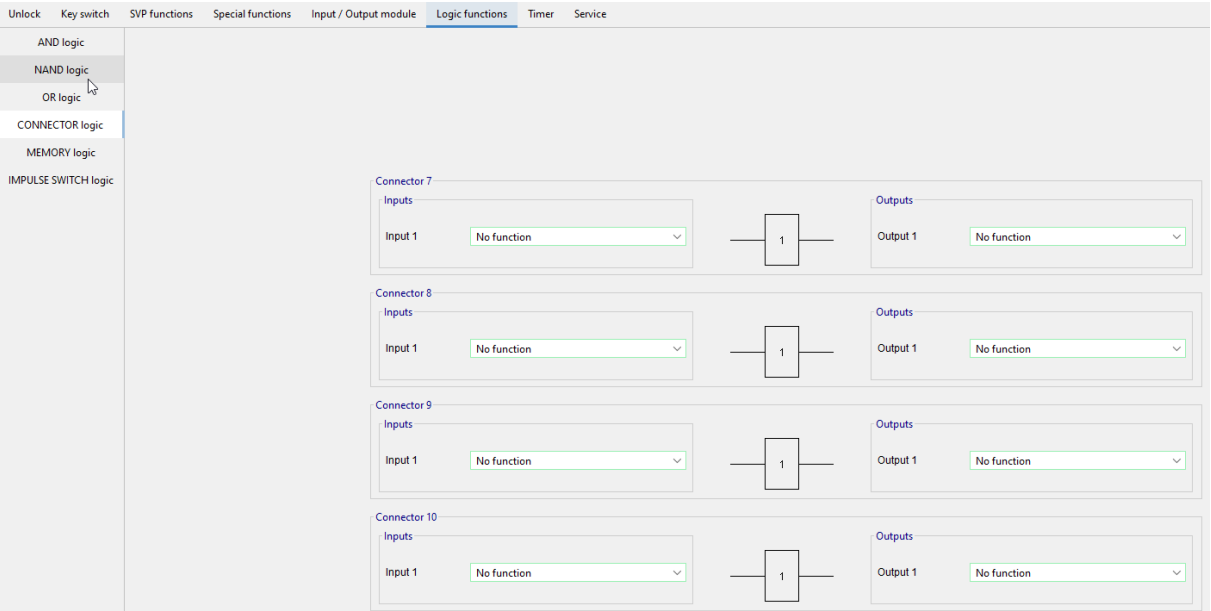 Unlock Key switch SVP functions Special functions Input / Output module Logic functions Timer Service
AND logic
NAND logic
OR logic
CONNECTOR logic
MEMORY logic
IMPULSE SWITCH logic
Connector 7
Inputs
Outputs
Input 1 No function 1 Output 1 No function
Connector 8
Inputs
Outputs
Input 1 No function 1 Output 1 No function
Connector 9
Inputs
Outputs
Input 1 No function 1 Output 1 No function
Connector 10
Inputs
Outputs
Input 1 No function 1 Output 1 No function